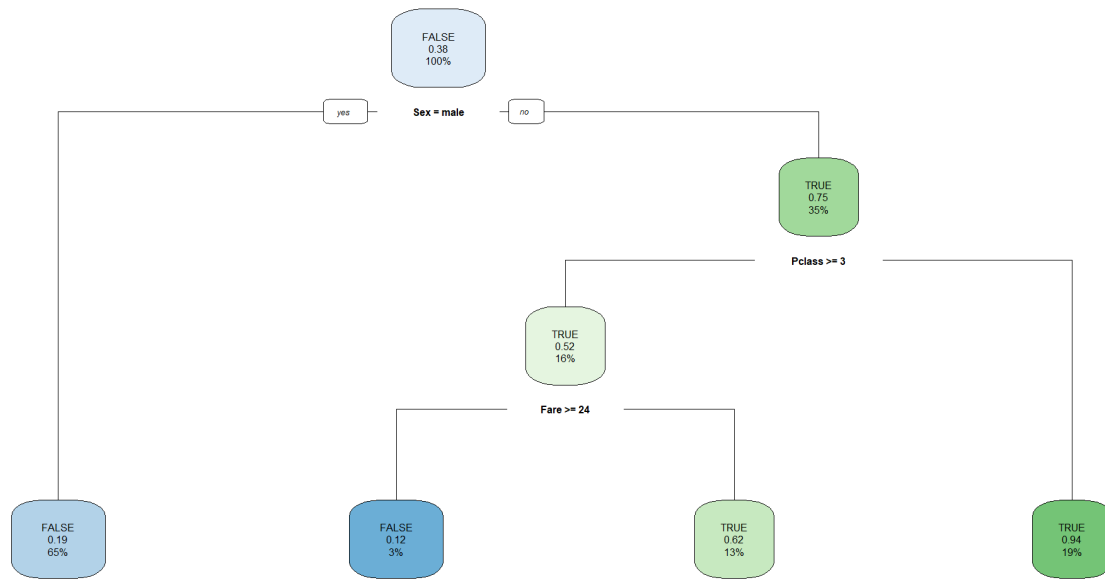 FALSE
0.38
100%
yes
Sex = male
no
TRUE
0.75
35%
Pclass >= 3
TRUE
0.52
16%
Fare >= 24
FALSE
0.19
65%
FALSE
0.12
3%
TRUE
0.62
13%
TRUE
0.94
19%